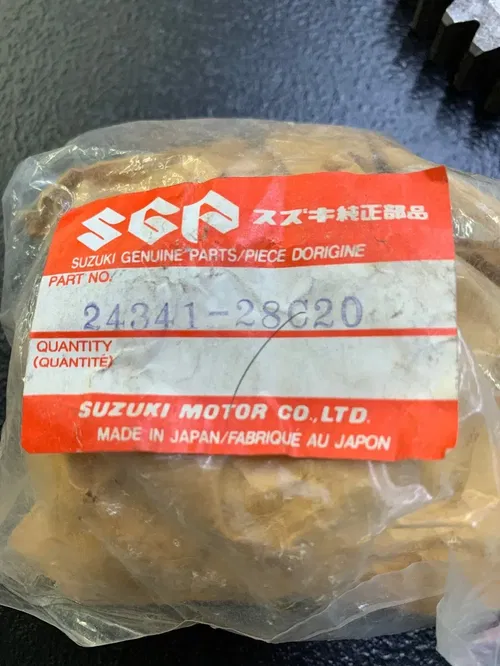 SGP スズキ純正部品
SUZUKI GENUINE PARTS/PIECE DORIGINE
PART NO.
24341-28C20
QUANTITY
(QUANTITÉ)
SUZUKI MOTOR CO.,LTD.
MADE IN JAPAN/FABRIQUE AU JAPON